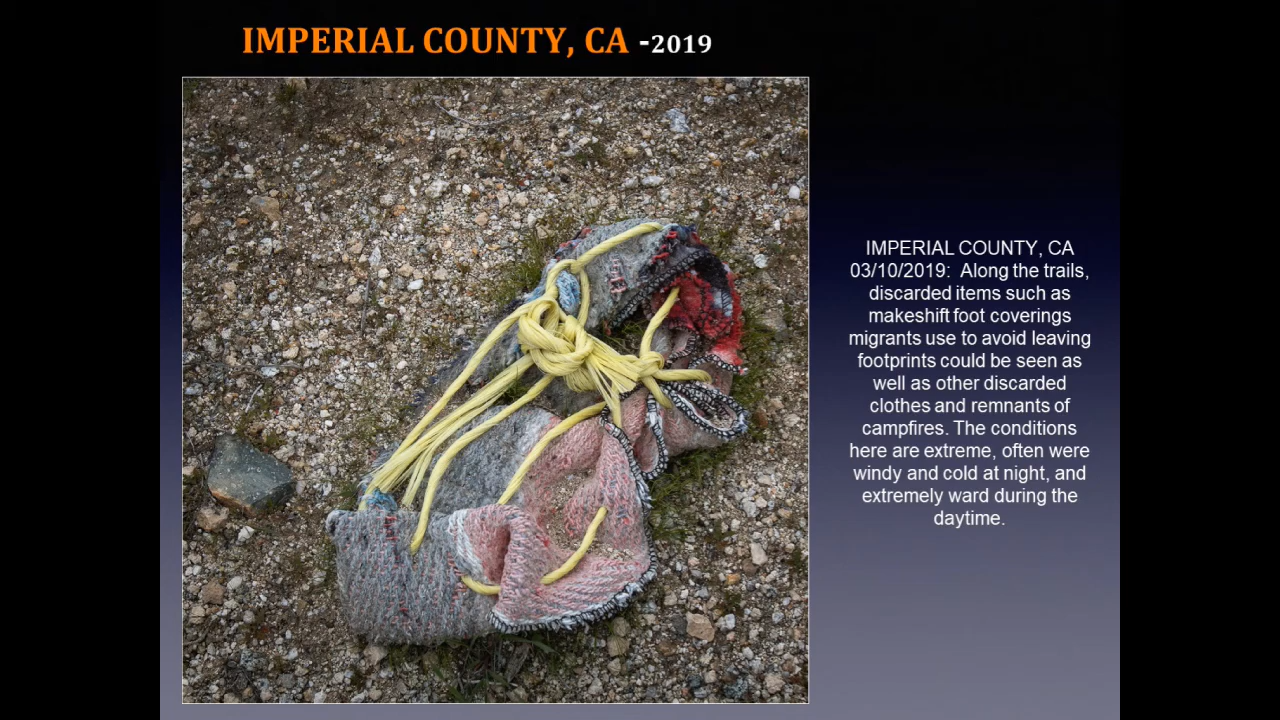 IMPERIAL COUNTY, CA -2019
IMPERIAL COUNTY, CA
03/10/2019:  Along the trails,
discarded items such as
makeshift foot coverings
migrants use to avoid leaving
footprints could be seen as
well as other discarded
clothes and remnants of
campfires. The conditions
here are extreme, often were
windy and cold at night, and
extremely ward during the
daytime.